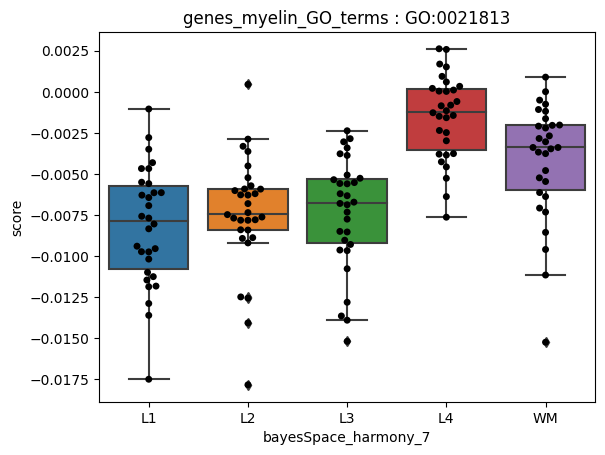 genes_myelin_GO_terms : GO:0021813
0.0025
0.0000
−0.0025
−0.0050
−0.0075
−0.0100
−0.0125
−0.0150
−0.0175
score
L1 L2 L3 L4 WM
bayesSpace_harmony_7